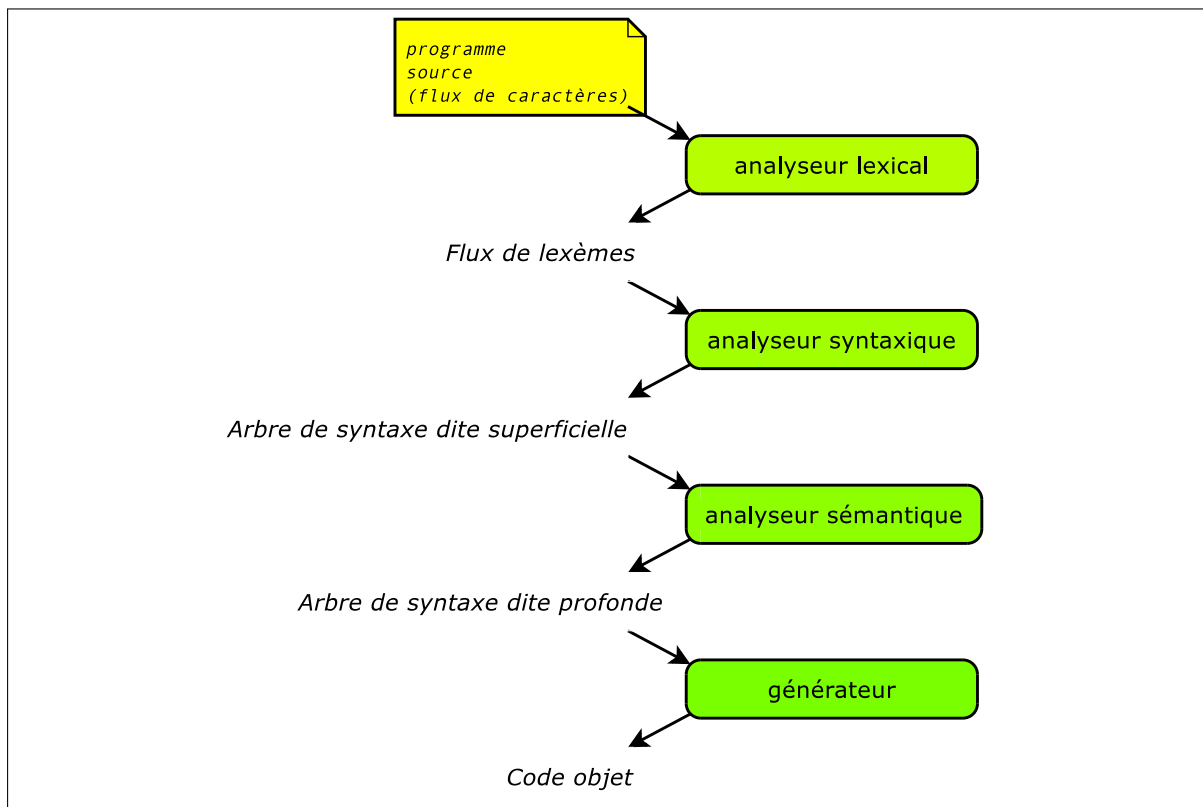 programme
source
(flux de caractères)
analyseur lexical
Flux de lexèmes
analyseur syntaxique
Arbre de syntaxe dite superficielle
analyseur sémantique
Arbre de syntaxe dite profonde
générateur
Code objet